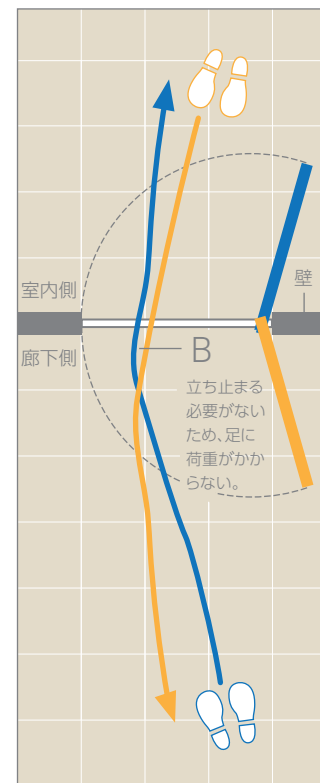 室内側
壁
廊下側
B
立ち止まる
必要がない
ため、足に
荷重がかか
らない。